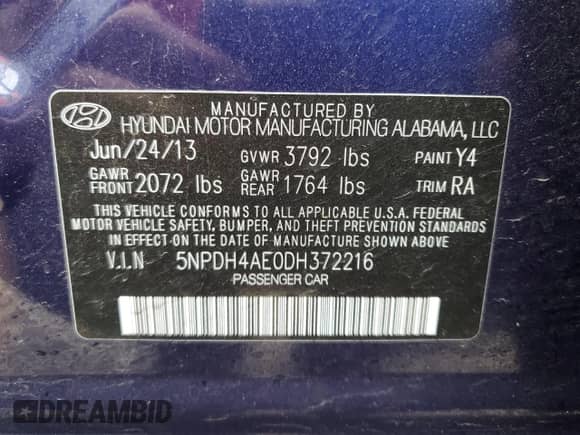 MANUFACTURED BY
HYUNDAI MOTOR MANUFACTURING ALABAMA, LLC
Jun/24/13 GVWR 3792 lbs PAINT Y4
GAWR FRONT 2072 lbs GAWR REAR 1764 lbs TRIM RA
THIS VEHICLE CONFORMS TO ALL APPLICABLE U.S.A. FEDERAL
MOTOR VEHICLE SAFETY, BUMPER, AND THEFT PREVENTION STANDARDS
IN EFFECT ON THE DATE OF MANUFACTURE SHOWN ABOVE.
V.I.N 5NPDH4AE0DH372216
PASSENGER CAR
DREAMBID